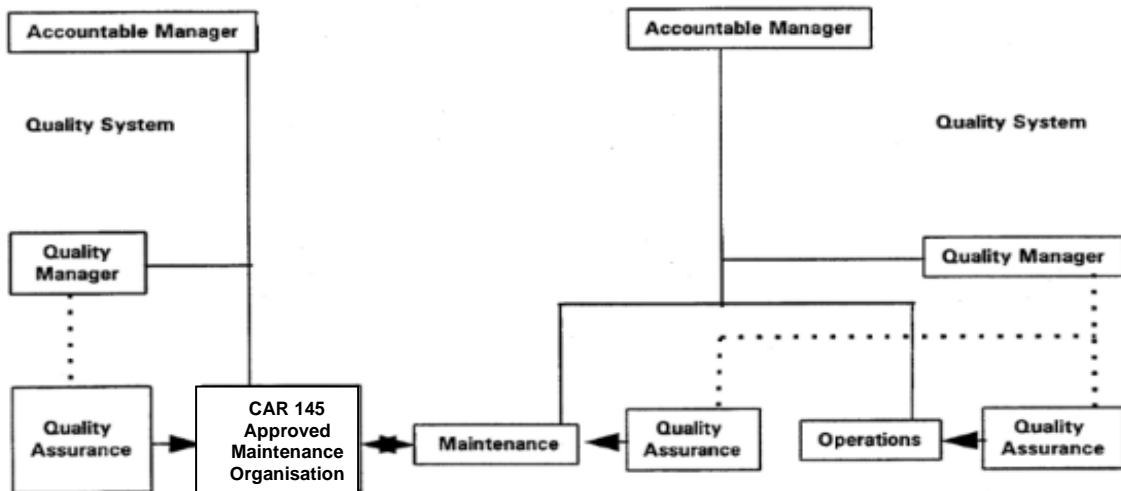 Accountable Manager
Accountable Manager
Quality System
Quality System
Quality
Manager
Quality Manager
Quality
Assurance
CAR 145
Approved
Maintenance
Organisation
Maintenance
Quality
Assurance
Operations
Quality
Assurance